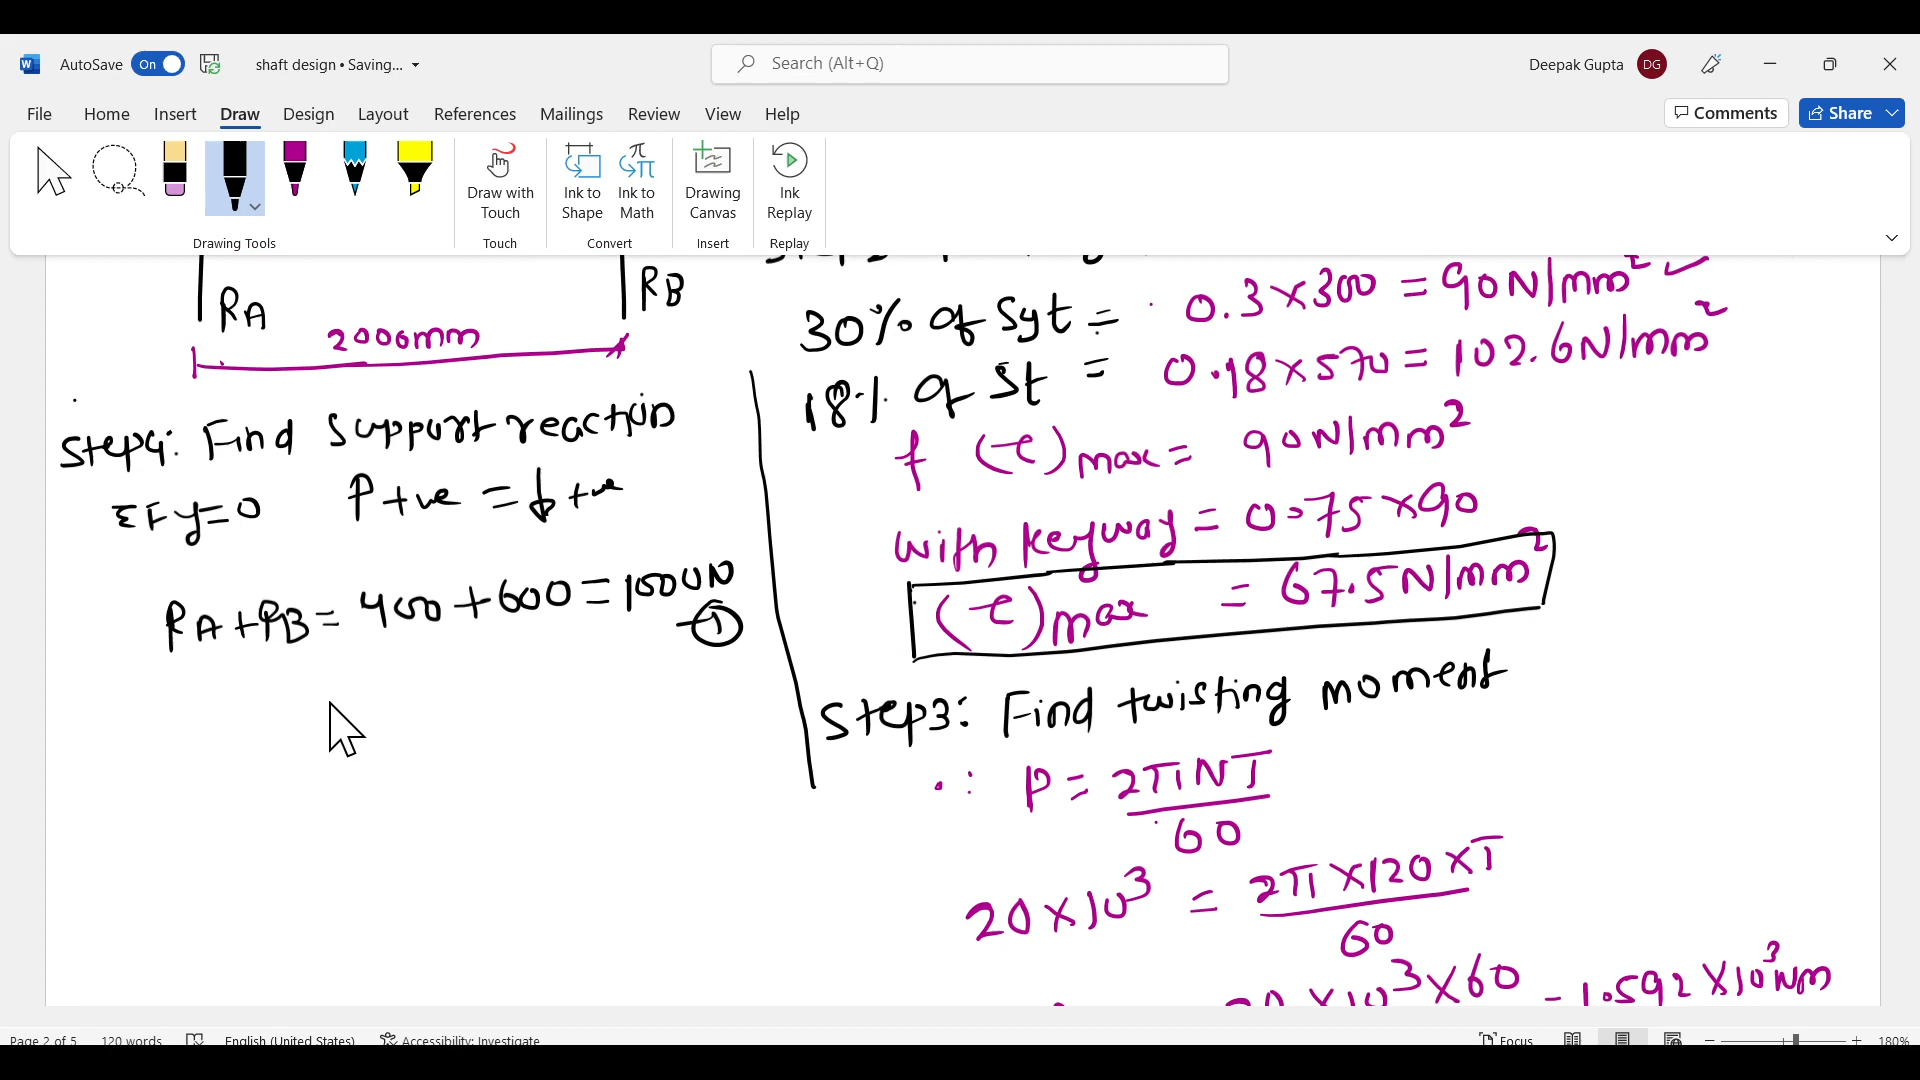 AutoSave On shaft design • Saving... Search (Alt+Q) Deepak Gupta DG
File Home Insert Draw Design Layout References Mailings Review View Help Comments Share
Draw with Touch
Ink to Shape
Ink to Math
Drawing Canvas
Ink Replay
Drawing Tools Touch Convert Insert Replay
RA RB
2000mm
Step4: Find support reaction
ΣFy=0 ↑+ve = ↓+ve
RA+RB= 400+600=1000N
①
30% of Syt = 0.3×300 = 90N/mm² ✓
18% of St = 0.18×570 = 102.6N/mm²
(τ)max = 90N/mm²
with keyway = 0.75×90
(τ)max = 67.5N/mm²
Step3: Find twisting moment
∴ P = 2πNT
60
20×10³ = 2π×120×T
60
20×10³×60 = 1.592×10³Nm
Page 2 of 5 120 words English (United States) Accessibility: Investigate Focus 180%